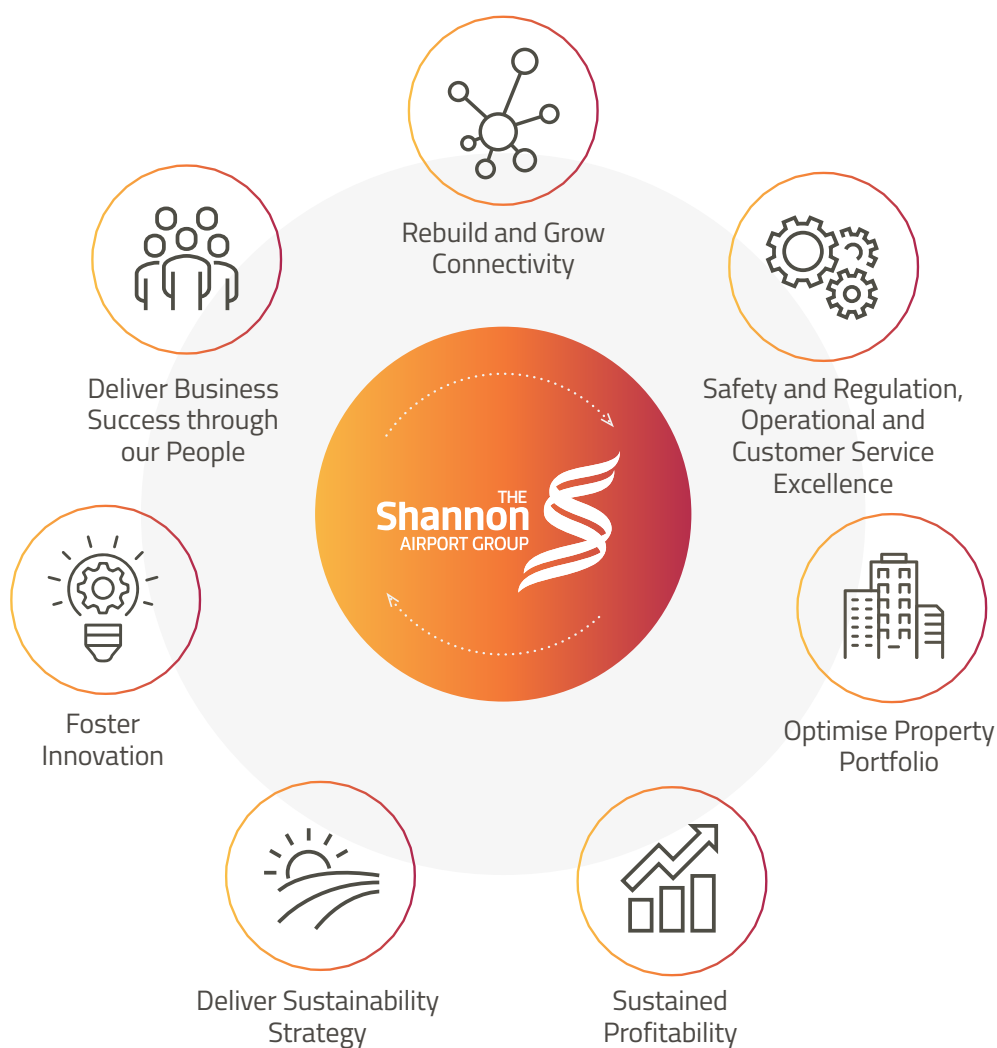 Rebuild and Grow
Connectivity
Safety and Regulation,
Operational and
Customer Service
Excellence
Optimise Property
Portfolio
Sustained
Profitability
Deliver Sustainability
Strategy
Foster
Innovation
Deliver Business
Success through
our People
THE
Shannon
AIRPORT GROUP